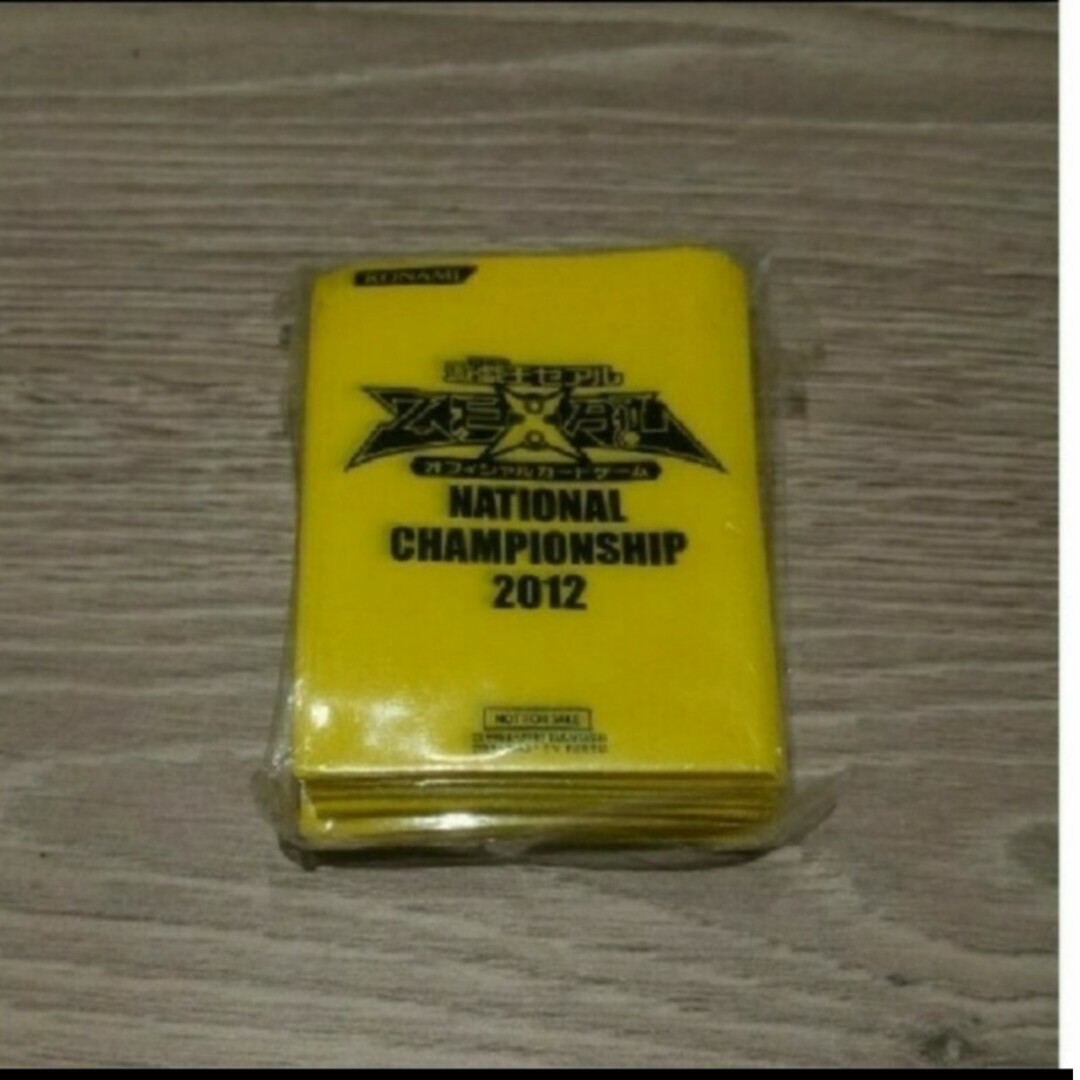 KONAMI
遊☆戯☆王ゼアル
ZEXAL
オフィシャルカードゲーム
NATIONAL
CHAMPIONSHIP
2012
NOT FOR SALE